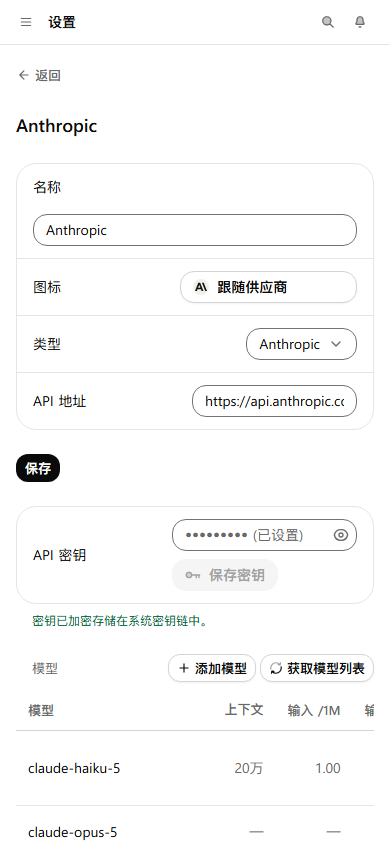 设置
返回
Anthropic
名称
Anthropic
图标
跟随供应商
类型
Anthropic
API 地址
https://api.anthropic.cc
保存
API 密钥
••••••••• (已设置)
保存密钥
密钥已加密存储在系统密钥链中。
模型
添加模型
获取模型列表
模型 上下文 输入 /1M
claude-haiku-5 20万 1.00
claude-opus-5 — —